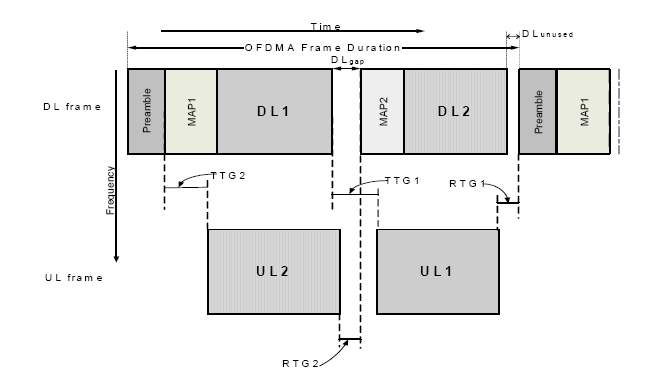 Time
OFDMA Frame Duration
DLunused
DLgap
DL frame
Preamble
MAP1
DL1
MAP2
DL2
Preamble
MAP1
Frequency
TTG2
TTG1
RTG1
UL2
UL1
UL frame
RTG2